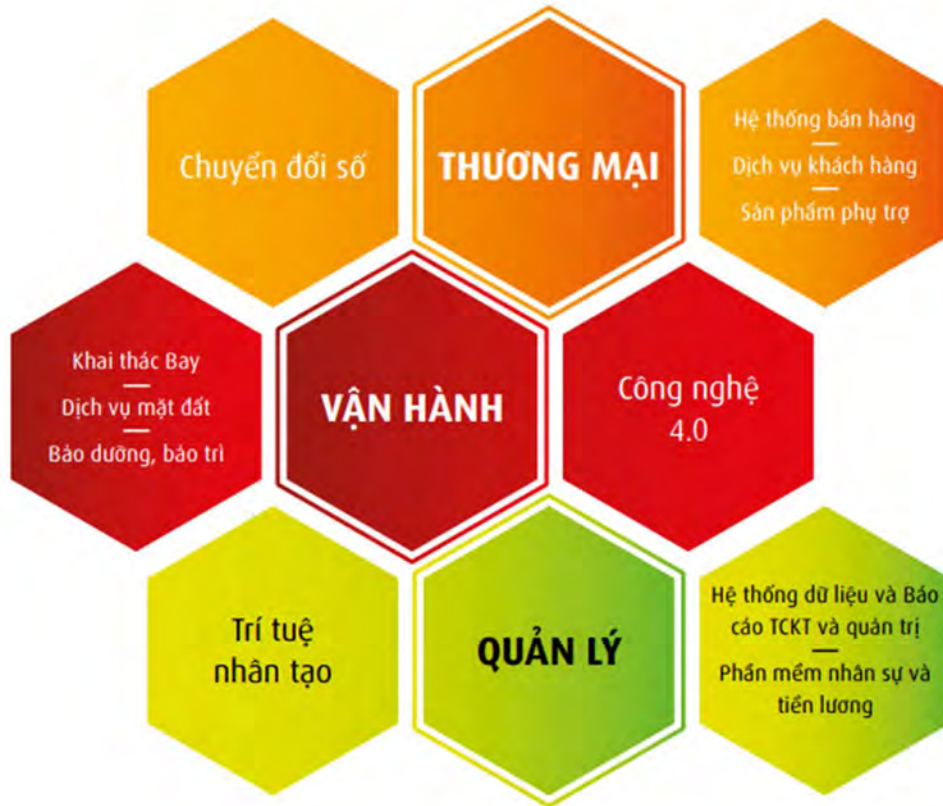 Chuyển đổi số
THƯƠNG MẠI
Hệ thống bán hàng
Dịch vụ khách hàng
Sản phẩm phụ trợ
Khai thác Bay
Dịch vụ mặt đất
Bảo dưỡng, bảo trì
VẬN HÀNH
Công nghệ
4.0
Trí tuệ
nhân tạo
QUẢN LÝ
Hệ thống dữ liệu và Báo
cáo TCKT và quản trị
Phần mềm nhân sự và
tiền lương